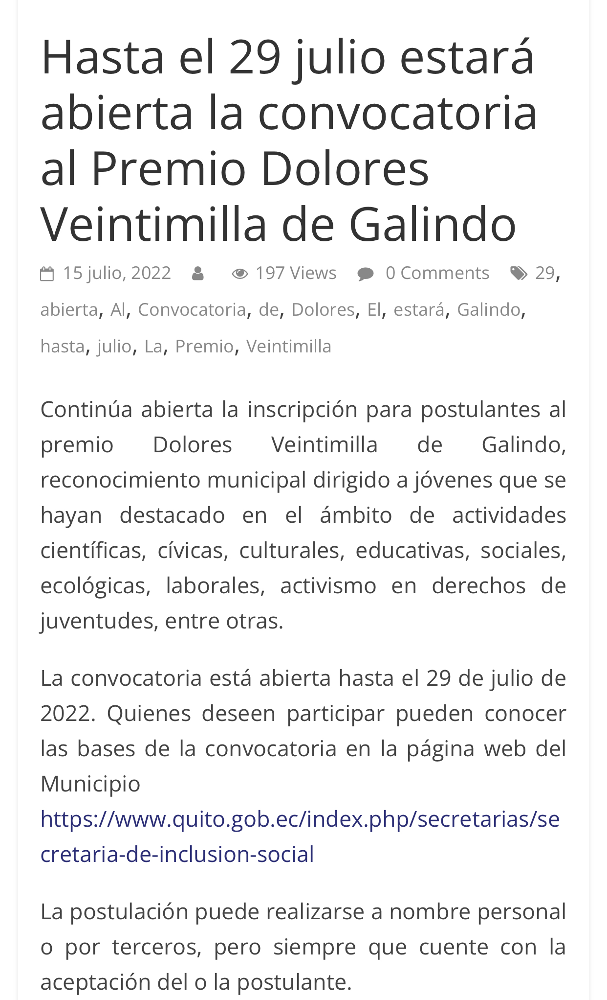 Hasta el 29 julio estará
abierta la convocatoria
al Premio Dolores
Veintimilla de Galindo
15 julio, 2022 197 Views 0 Comments 29,
abierta, Al, Convocatoria, de, Dolores, El, estará, Galindo,
hasta, julio, La, Premio, Veintimilla
Continúa abierta la inscripción para postulantes al
premio Dolores Veintimilla de Galindo,
reconocimiento municipal dirigido a jóvenes que se
hayan destacado en el ámbito de actividades
científicas, cívicas, culturales, educativas, sociales,
ecológicas, laborales, activismo en derechos de
juventudes, entre otras.
La convocatoria está abierta hasta el 29 de julio de
2022. Quienes deseen participar pueden conocer
las bases de la convocatoria en la página web del
Municipio
https://www.quito.gob.ec/index.php/secretarias/se
cretaria-de-inclusion-social
La postulación puede realizarse a nombre personal
o por terceros, pero siempre que cuente con la
aceptación del o la postulante.